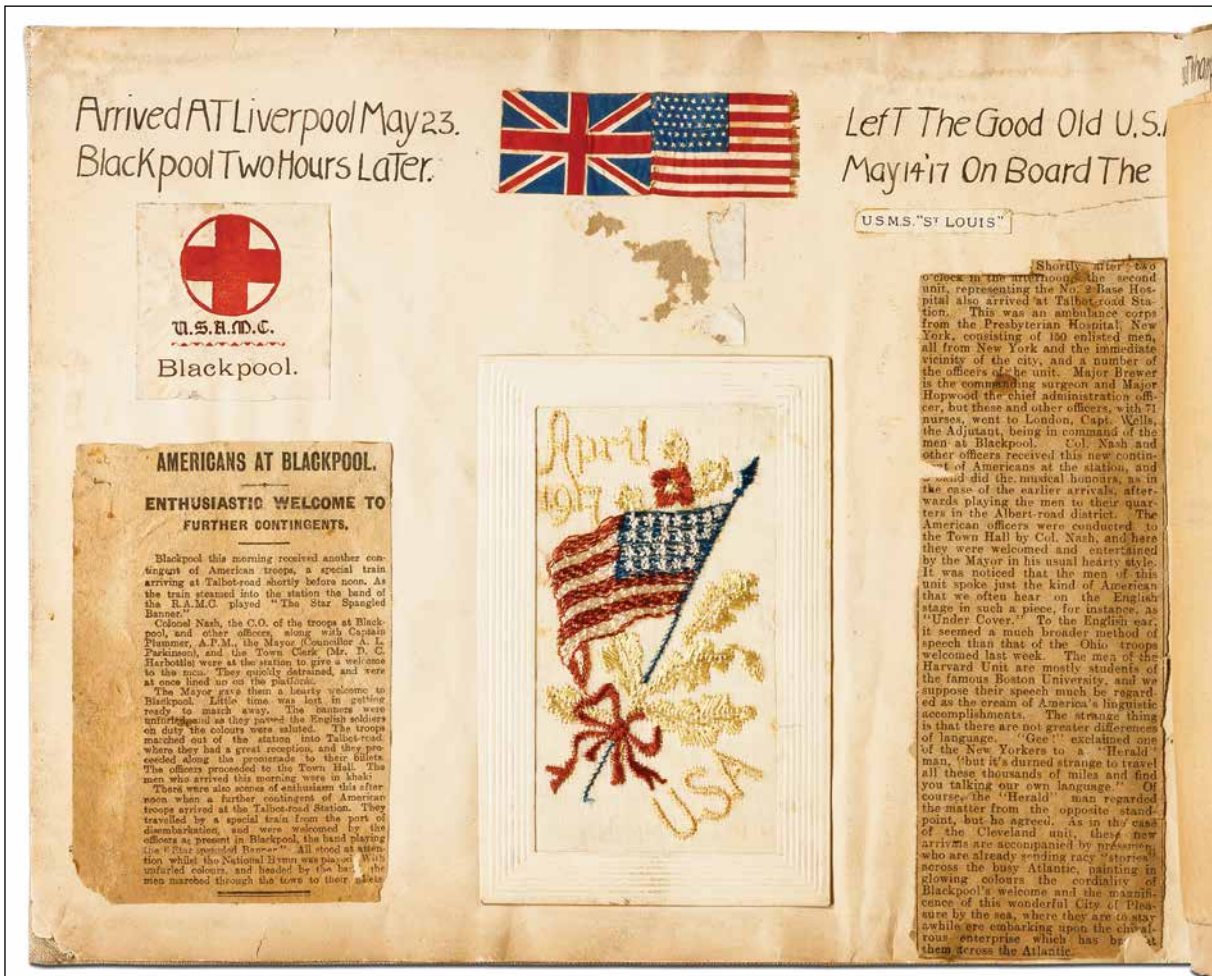 Arrived AT Liverpool May 23.
Blackpool Two Hours Later.
U.S.A.M.C.
Blackpool.
AMERICANS AT BLACKPOOL.
ENTHUSIASTIC WELCOME TO
FURTHER CONTINGENTS.
Blackpool this morning received another con-
tingent of American troops, a special train
arriving at Talbot-road shortly before noon. As
the train steamed into the station the band of
the R.A.M.C. played "The Star Spangled
Banner."
Colonel Nash, the C.O. of the troops at Black-
pool, and other officers, along with Captain
Plummer, A.P.M., the Mayor (Councillor A. L.
Parkinson), and the Town Clerk (Mr. D. C.
Harbottle) were at the station to give a welcome
to the men. They quickly detrained, and were
at once lined up on the platform.
The Mayor gave them a hearty welcome to
Blackpool. Little time was lost in getting
ready to march away. The banners were
unfurled and as they passed the English soldiers
on duty the colours were saluted. The troops
marched out of the station into Talbot-road
where they had a great reception, and they pro-
ceeded along the promenade to their billets.
The officers proceeded to the Town Hall. The
men who arrived this morning were in khaki
There were also scenes of enthusiasm this after-
noon when a further contingent of American
troops arrived at the Talbot-road Station. They
travelled by a special train from the port of
disembarkation, and were welcomed by the
officers at present in Blackpool, the band playing
the "Star spangled Banner" All stood at atten-
tion whilst the National Hymn was played. With
unfurled colours, and headed by the the
men marched through the town to their
April
1917
USA
Left The Good Old U.S.
May 14 '17 On Board The
U.S.M.S. "ST LOUIS"
Shortly after two
o'clock in the afternoon, the second
unit, representing the No. 2 Base Hos-
pital also arrived at Talbot-road Sta-
tion. This was an ambulance corps
from the Presbyterian Hospital, New
York, consisting of 150 enlisted men,
all from New York and the immediate
vicinity of the city, and a number of
the officers of the unit. Major Brewer
is the commanding surgeon and Major
Hopwood the chief administration offi-
cer, but these and other officers, with 71
nurses, went to London, Capt. Wells,
the Adjutant, being in command of the
men at Blackpool. Col. Nash and
other officers received this new contin-
of Americans at the station, and
band did the musical honours, as in
the case of the earlier arrivals, after-
wards playing the men to their quar-
ters in the Albert-road district. The
American officers were conducted to
the Town Hall by Col. Nash, and here
they were welcomed and entertained
by the Mayor in his usual hearty style.
It was noticed that the men of this
unit spoke just the kind of American
that we often hear on the English
stage in such a piece, for instance, as
"Under Cover." To the English ear,
it seemed a much broader method of
speech than that of the Ohio troops
welcomed last week. The men of the
Harvard Unit are mostly students of
the famous Boston University, and we
suppose their speech much be regard-
ed as the cream of America's linguistic
accomplishments. The strange thing
is that there are not greater differences
of language. "Gee!" exclaimed one
of the New Yorkers to a "Herald"
man, "but it's durned strange to travel
all these thousands of miles and find
you talking our own language." Of
course, the "Herald" man regarded
the matter from the opposite stand-
point, but he agreed. As in the case
of the Cleveland unit, these new
arrivals are accompanied by pressmen,
who are already sending racy "stories"
across the busy Atlantic, painting in
glowing colours the cordiality of
Blackpool's welcome and the magnifi-
cence of this wonderful City of Plea-
sure by the sea, where they are to stay
awhile ere embarking upon the chival-
rous enterprise which has
them across the Atlantic.